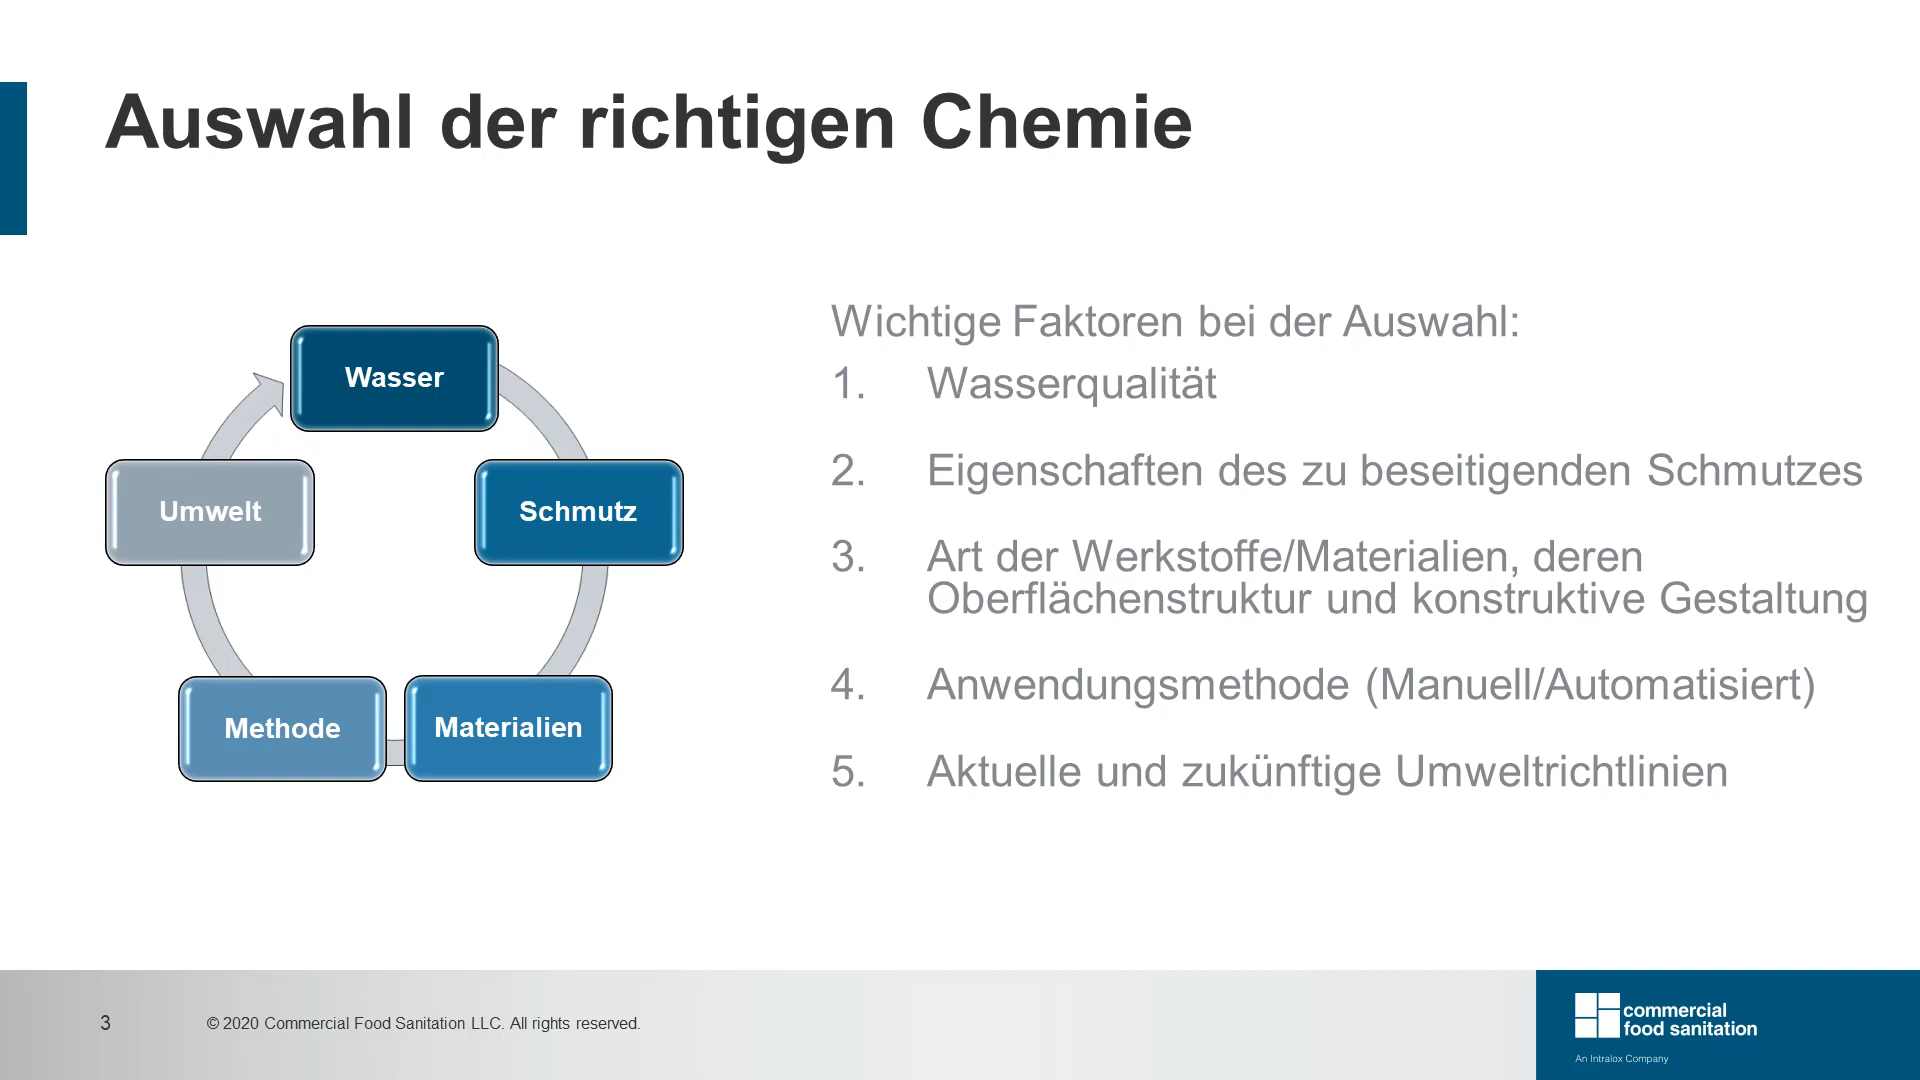 Auswahl der richtigen Chemie
Wasser
Umwelt
Schmutz
Methode
Materialien
Wichtige Faktoren bei der Auswahl:
1. Wasserqualität
2. Eigenschaften des zu beseitigenden Schmutzes
3. Art der Werkstoffe/Materialien, deren
Oberflächenstruktur und konstruktive Gestaltung
4. Anwendungsmethode (Manuell/Automatisiert)
5. Aktuelle und zukünftige Umweltrichtlinien
3
© 2020 Commercial Food Sanitation LLC. All rights reserved.
commercial
food sanitation
An Intralox Company